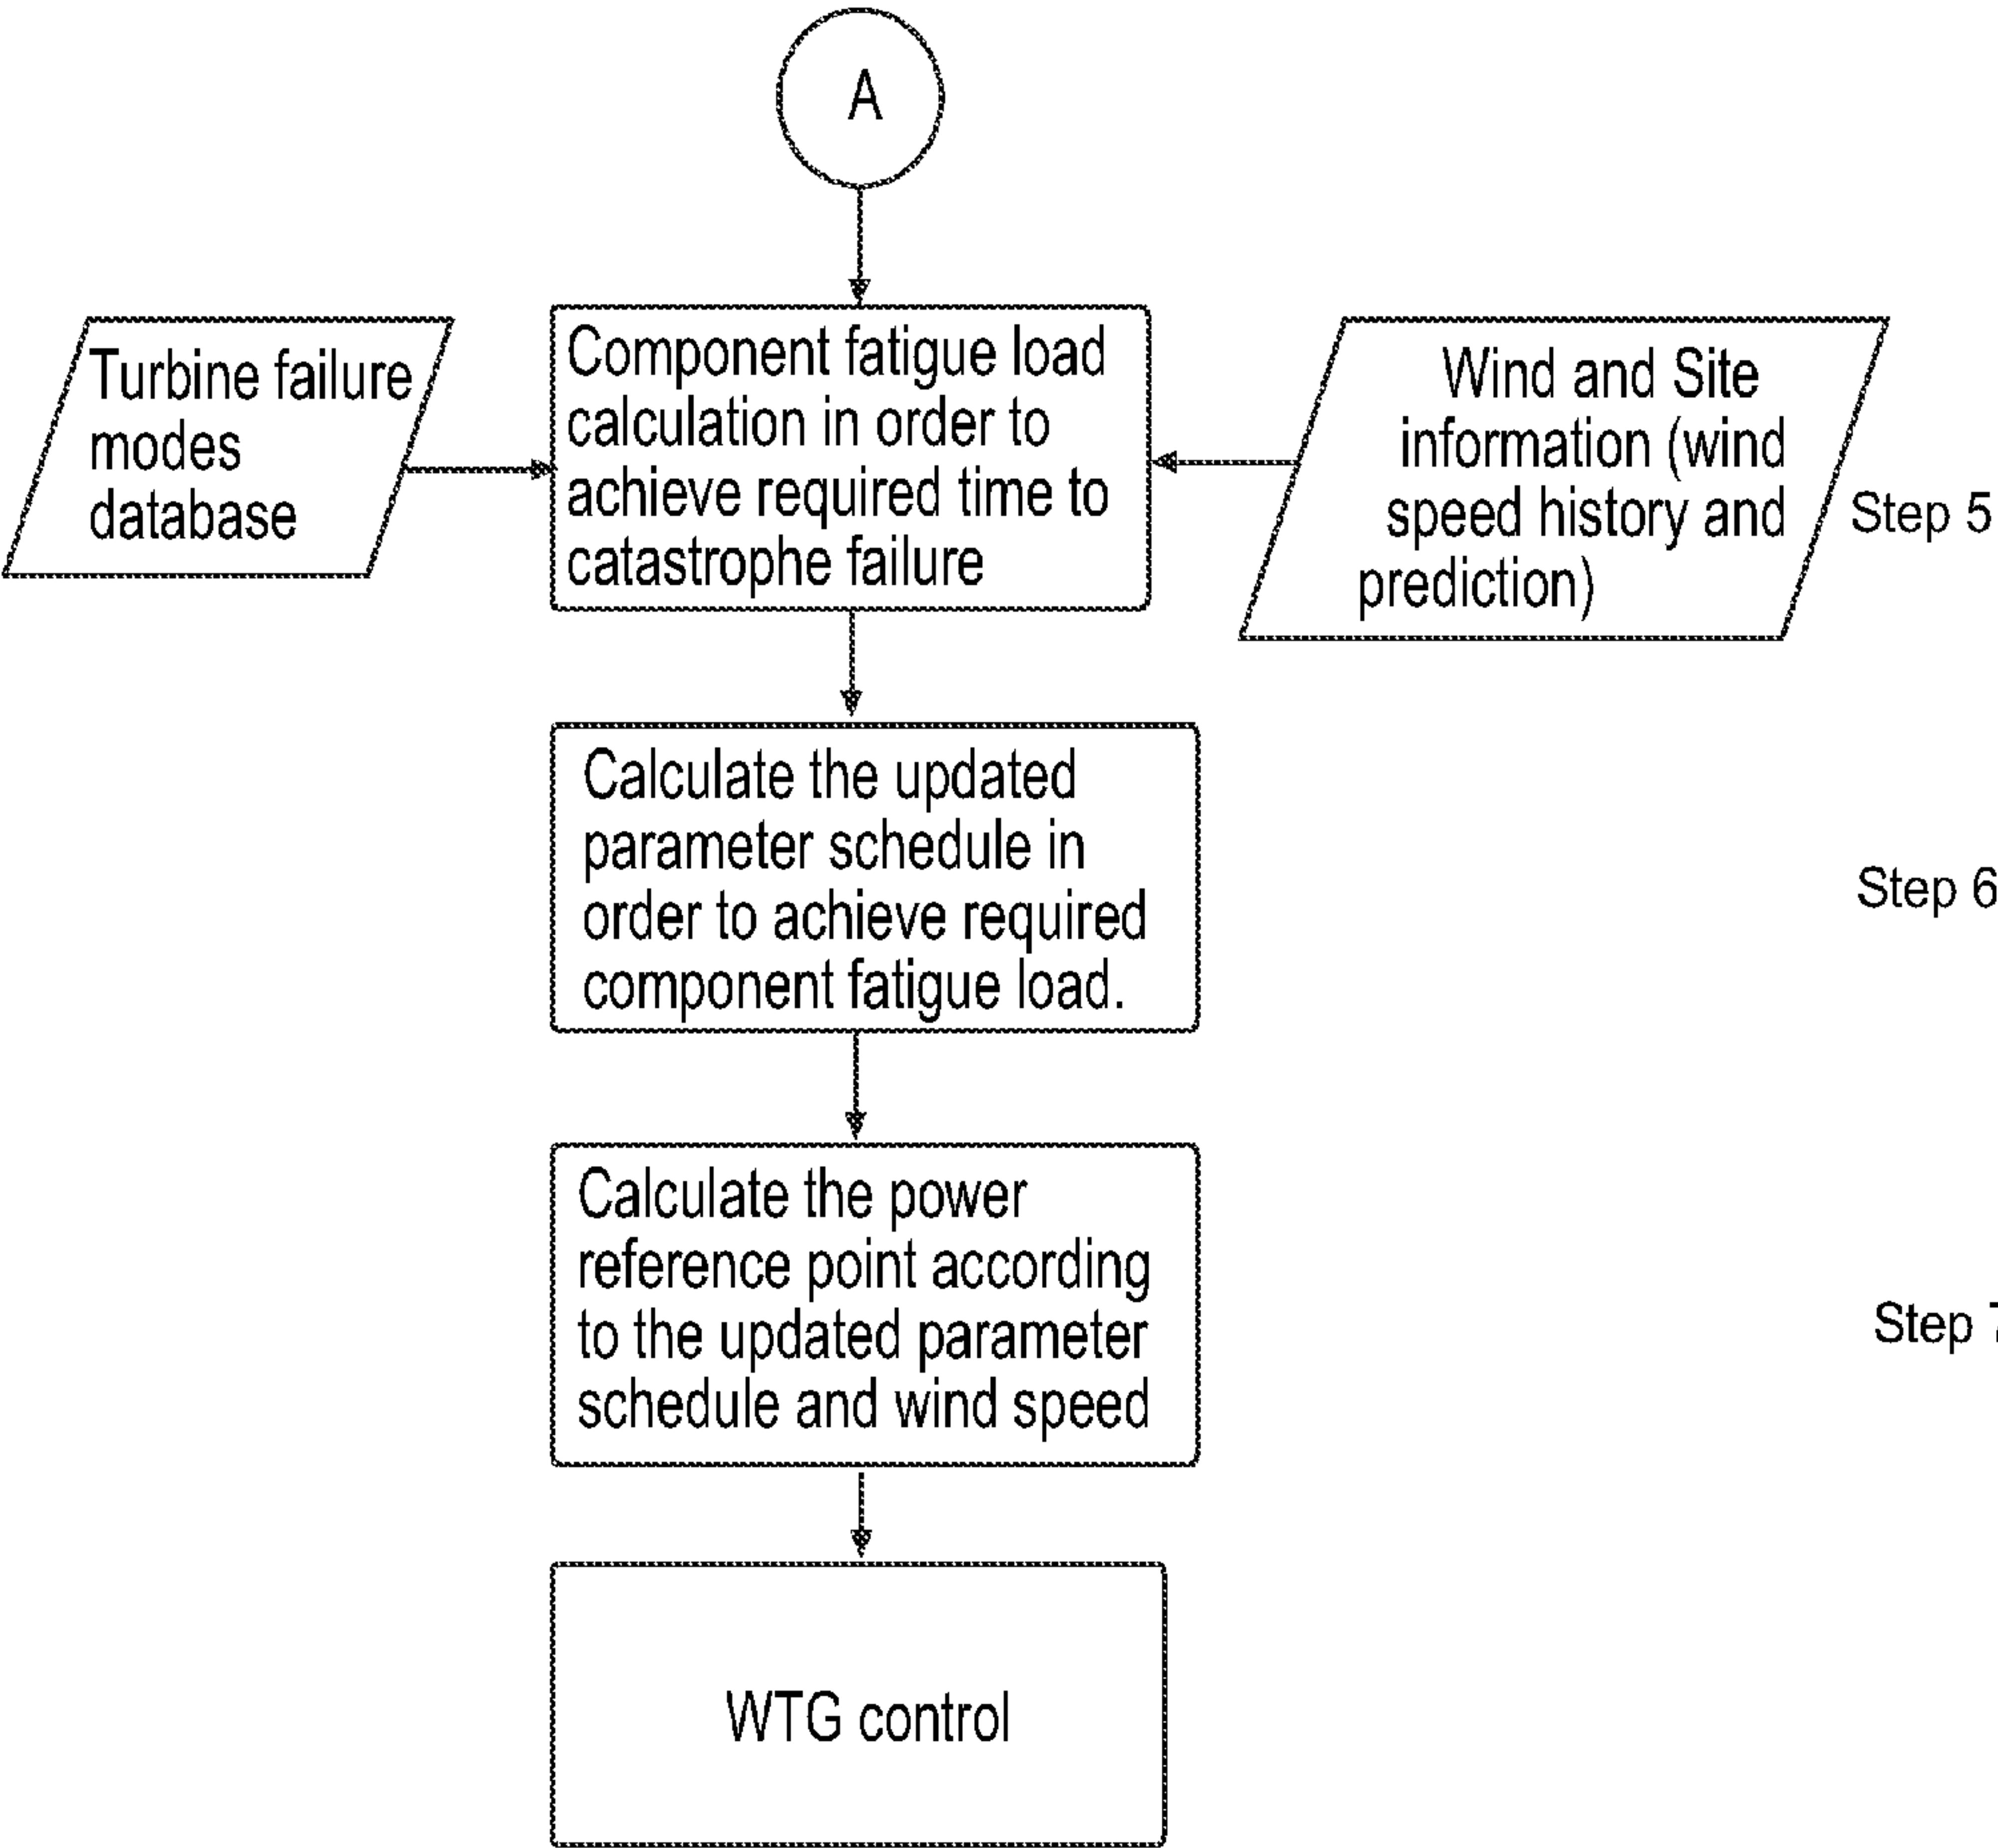 A
Turbine failure
modes
database
Component fatigue load
calculation in order to
achieve required time to
catastrophe failure
Wind and Site
information (wind
speed history and
prediction)
Step 5
Calculate the updated
parameter schedule in
order to achieve required
component fatigue load.
Step 6
Calculate the power
reference point according
to the updated parameter
schedule and wind speed
Step 7
WTG control